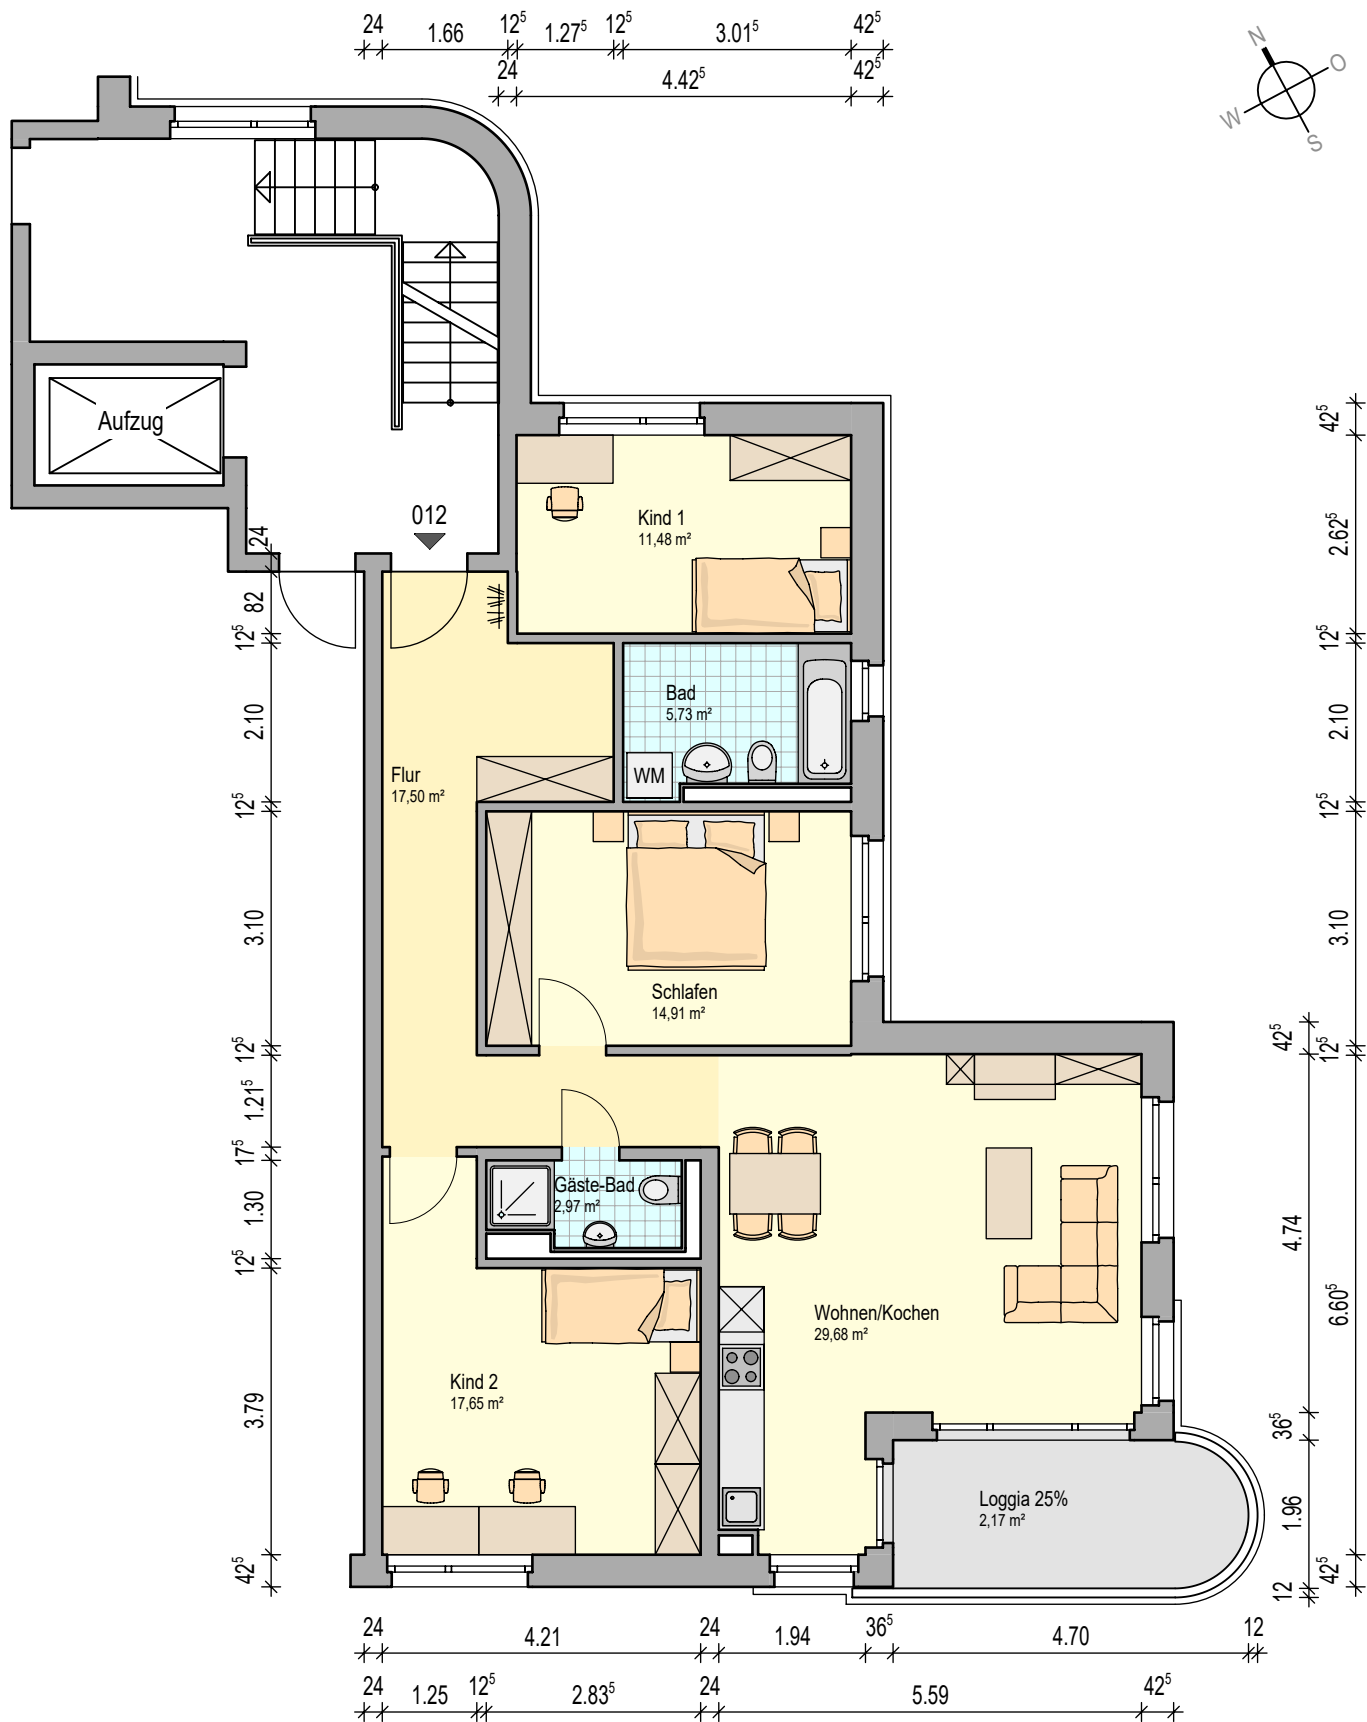 24 1.66 12⁵ 1.27⁵ 12⁵ 3.01⁵ 42⁵
24 4.42⁵ 42⁵
N
O
W
S
Aufzug
012
Kind 1
11,48 m²
Bad
5,73 m²
WM
Flur
17,50 m²
Schlafen
14,91 m²
Gäste-Bad
2,97 m²
Wohnen/Kochen
29,68 m²
Kind 2
17,65 m²
Loggia 25%
2,17 m²
24
82
12⁵
2.10
12⁵
3.10
12⁵
1.21⁵
17⁵
1.30
12⁵
3.79
42⁵
42⁵
4.74
36⁵
1.96
12
42⁵
2.62⁵
12⁵
2.10
12⁵
3.10
12⁵
6.60⁵
42⁵
24 4.21 24 1.94 36⁵ 4.70 12
24 1.25 12⁵ 2.83⁵ 24 5.59 42⁵